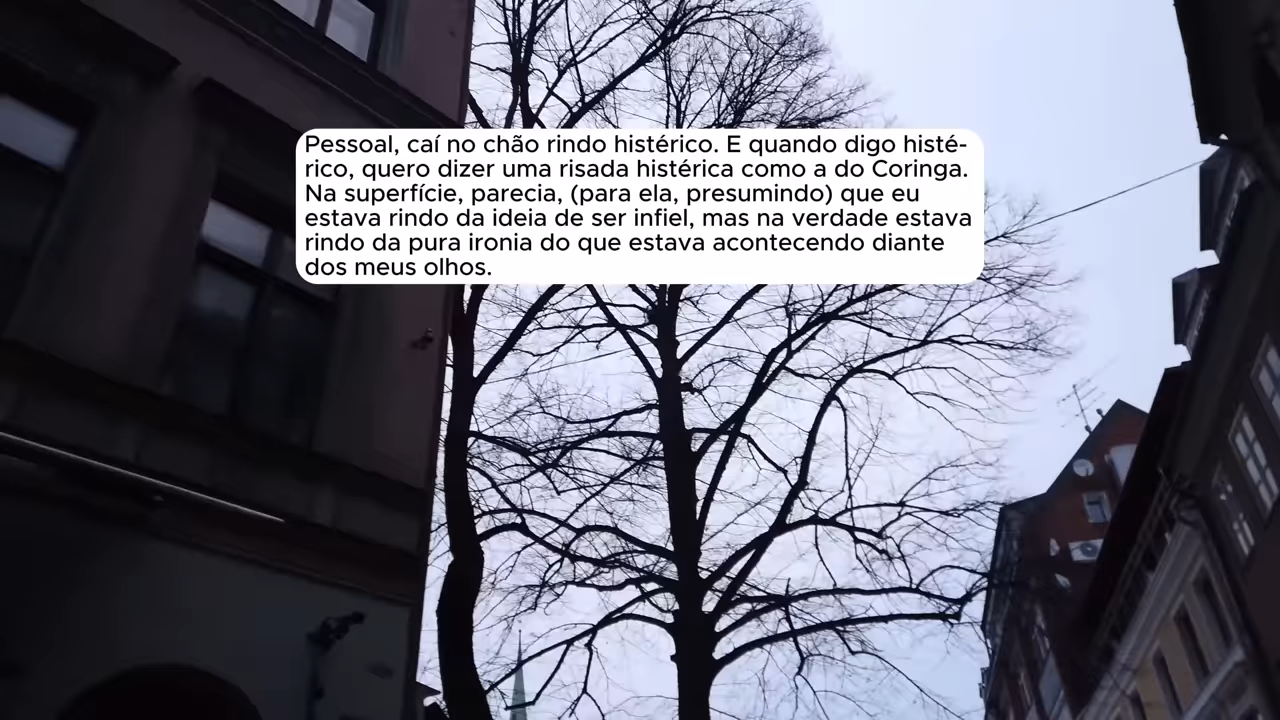 Pessoal, caí no chão rindo histérico. E quando digo histé-
rico, quero dizer uma risada histérica como a do Coringa.
Na superfície, parecia, (para ela, presumindo) que eu
estava rindo da ideia de ser infiel, mas na verdade estava
rindo da pura ironia do que estava acontecendo diante
dos meus olhos.